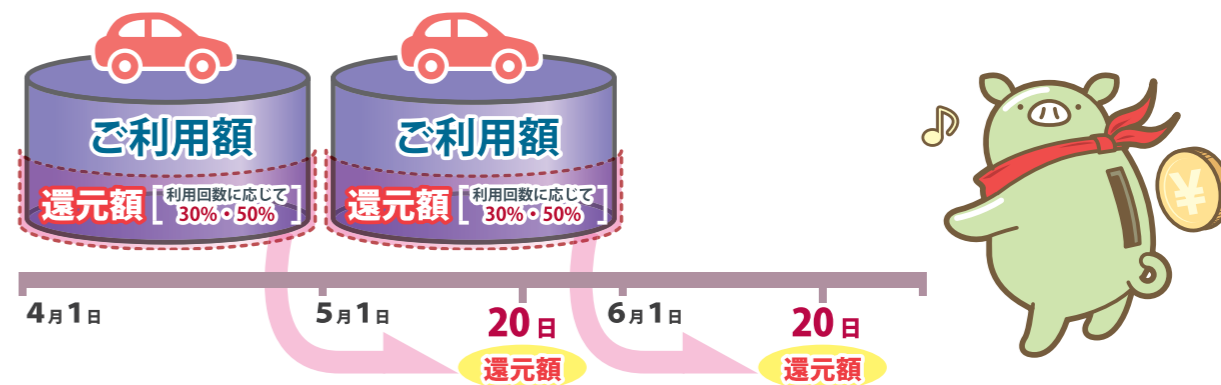 ご利用額
還元額[利用回数に応じて
30%・50%]
ご利用額
還元額[利用回数に応じて
30%・50%]
4月1日
5月1日
20日
6月1日
20日
還元額
還元額
¥